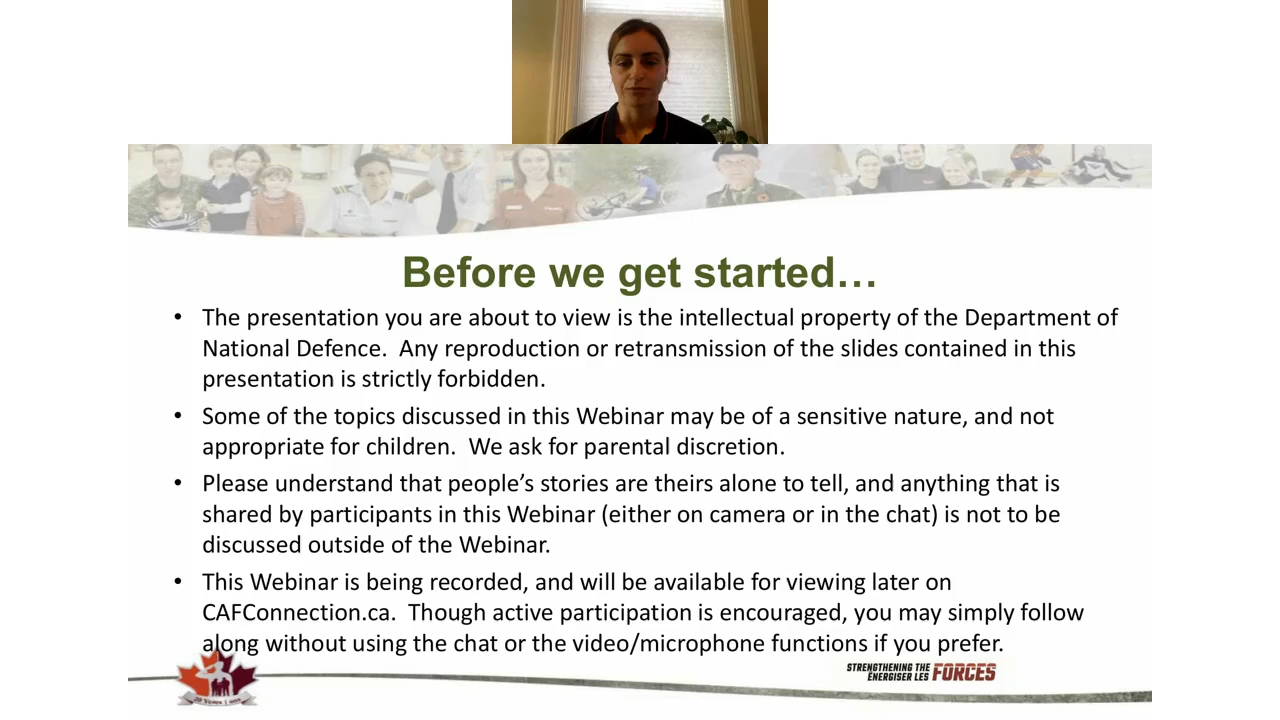 Before we get started…
• The presentation you are about to view is the intellectual property of the Department of
National Defence.  Any reproduction or retransmission of the slides contained in this
presentation is strictly forbidden.
• Some of the topics discussed in this Webinar may be of a sensitive nature, and not
appropriate for children.  We ask for parental discretion.
• Please understand that people’s stories are theirs alone to tell, and anything that is
shared by participants in this Webinar (either on camera or in the chat) is not to be
discussed outside of the Webinar.
• This Webinar is being recorded, and will be available for viewing later on
CAFConnection.ca.  Though active participation is encouraged, you may simply follow
along without using the chat or the video/microphone functions if you prefer.
STRENGTHENING THE
ÉNERGISER LES FORCES